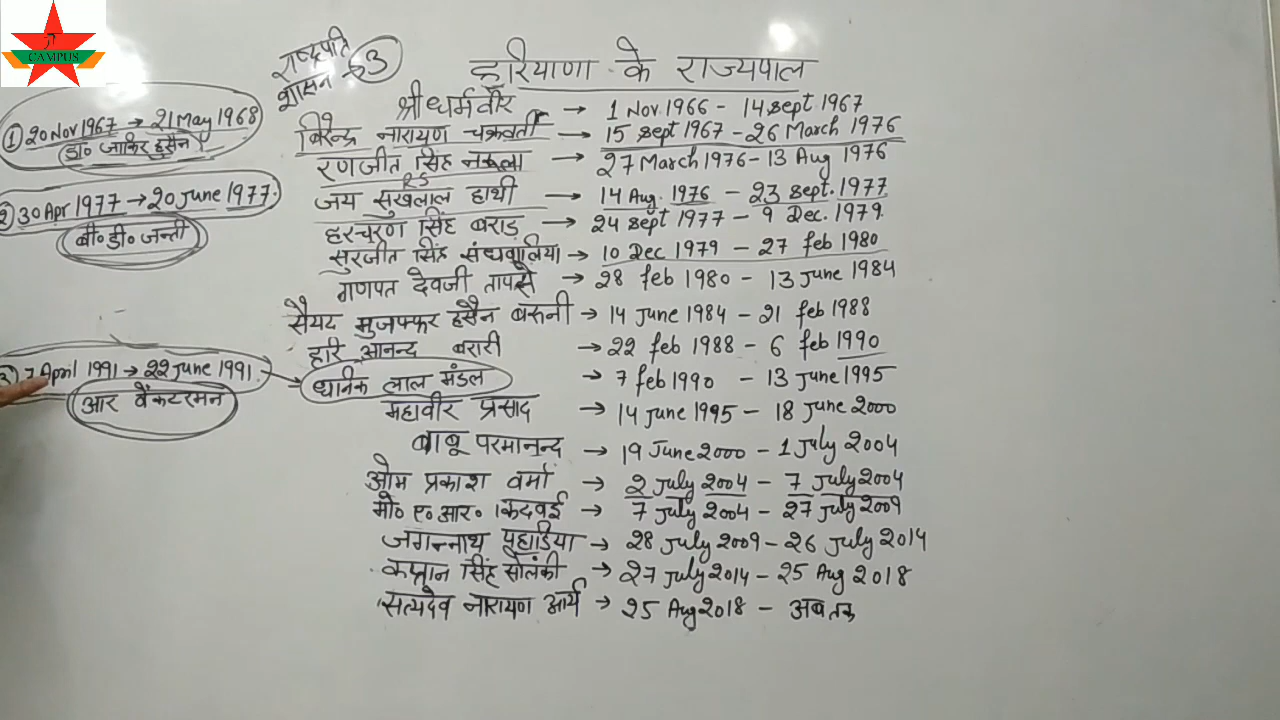 CAMPUS
राष्ट्रपति
शासन → 3
हरियाणा के राज्यपाल
श्री धर्मवीर → 1 Nov. 1966 - 14 Sept 1967
बिरेन्द्र नारायण चक्रवर्ती → 15 Sept 1967 - 26 March 1976
रणजीत सिंह नरूला → 27 March 1976 - 13 Aug 1976
जय सुखलाल हाथी → 14 Aug. 1976 - 23 Sept. 1977
हरचरण सिंह बराड़ → 24 Sept 1977 - 9 Dec. 1979
सुरजीत सिंह संधावालिया → 10 Dec 1979 - 27 feb 1980
गणपत देवजी तापसे → 28 feb 1980 - 13 June 1984
सैयद मुजफ्फर हुसैन बरुनी → 14 June 1984 - 21 feb 1988
हरि आनन्द बरारी → 22 feb 1988 - 6 feb 1990
धानिक लाल मंडल → 7 feb 1990 - 13 June 1995
महावीर प्रसाद → 14 June 1995 - 18 June 2000
बाबू परमानन्द → 19 June 2000 - 1 July 2004
ओम प्रकाश वर्मा → 2 July 2004 - 7 July 2004
मो० ए० आर० किदवई → 7 July 2004 - 27 July 2009
जगन्नाथ पहाडिया → 28 July 2009 - 26 July 2014
कप्तान सिंह सोलंकी → 27 July 2014 - 25 Aug 2018
सत्यदेव नारायण आर्य → 25 Aug 2018 - अब तक
① 20 Nov 1967 → 21 May 1968
डा० जाकिर हुसैन
② 30 Apr 1977 → 20 June 1977
बी० डी० जत्ती
③ 7 April 1991 → 22 June 1991
आर वैंकटरमन